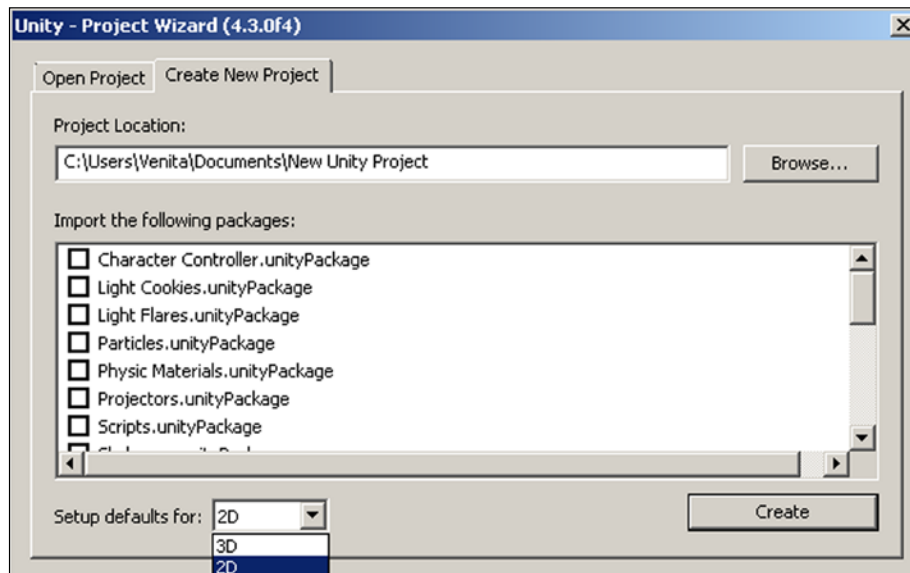 Unity - Project Wizard (4.3.0f4)
Open Project
Create New Project
Project Location:
C:\Users\Venita\Documents\New Unity Project
Browse...
Import the following packages:
Character Controller.unityPackage
Light Cookies.unityPackage
Light Flares.unityPackage
Particles.unityPackage
Physic Materials.unityPackage
Projectors.unityPackage
Scripts.unityPackage
Setup defaults for: 2D
Create
3D
2D